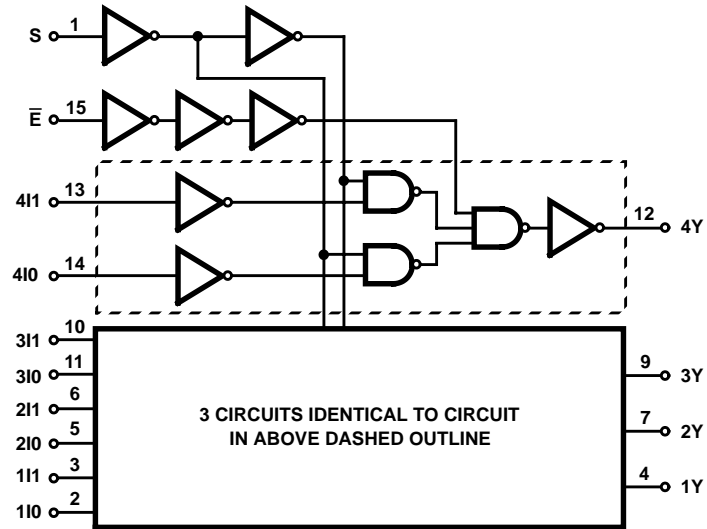 S 1
E̅ 15
4I1 13
12 4Y
4I0 14
3I1 10
3I0 11
9 3Y
2I1 6
3 CIRCUITS IDENTICAL TO CIRCUIT
IN ABOVE DASHED OUTLINE
7 2Y
2I0 5
1I1 3
4 1Y
1I0 2